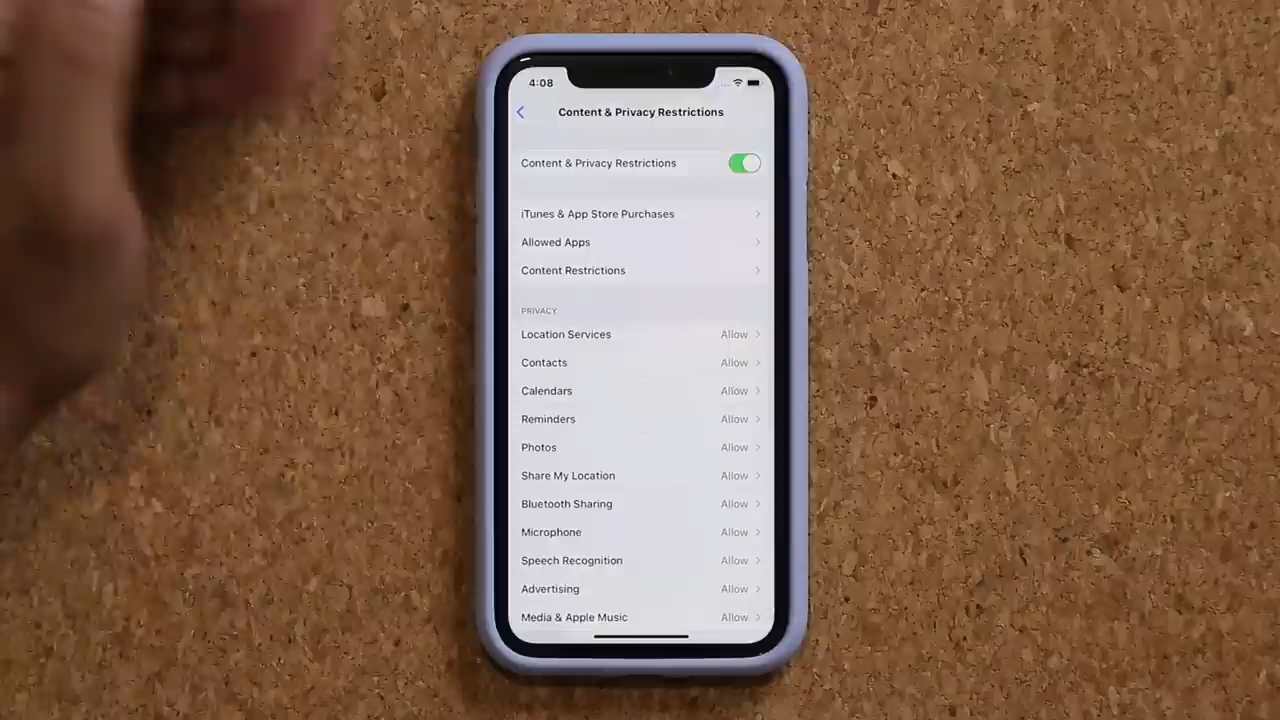 4:08
Content & Privacy Restrictions
Content & Privacy Restrictions
iTunes & App Store Purchases
Allowed Apps
Content Restrictions
PRIVACY
Location Services Allow
Contacts Allow
Calendars Allow
Reminders Allow
Photos Allow
Share My Location Allow
Bluetooth Sharing Allow
Microphone Allow
Speech Recognition Allow
Advertising Allow
Media & Apple Music Allow